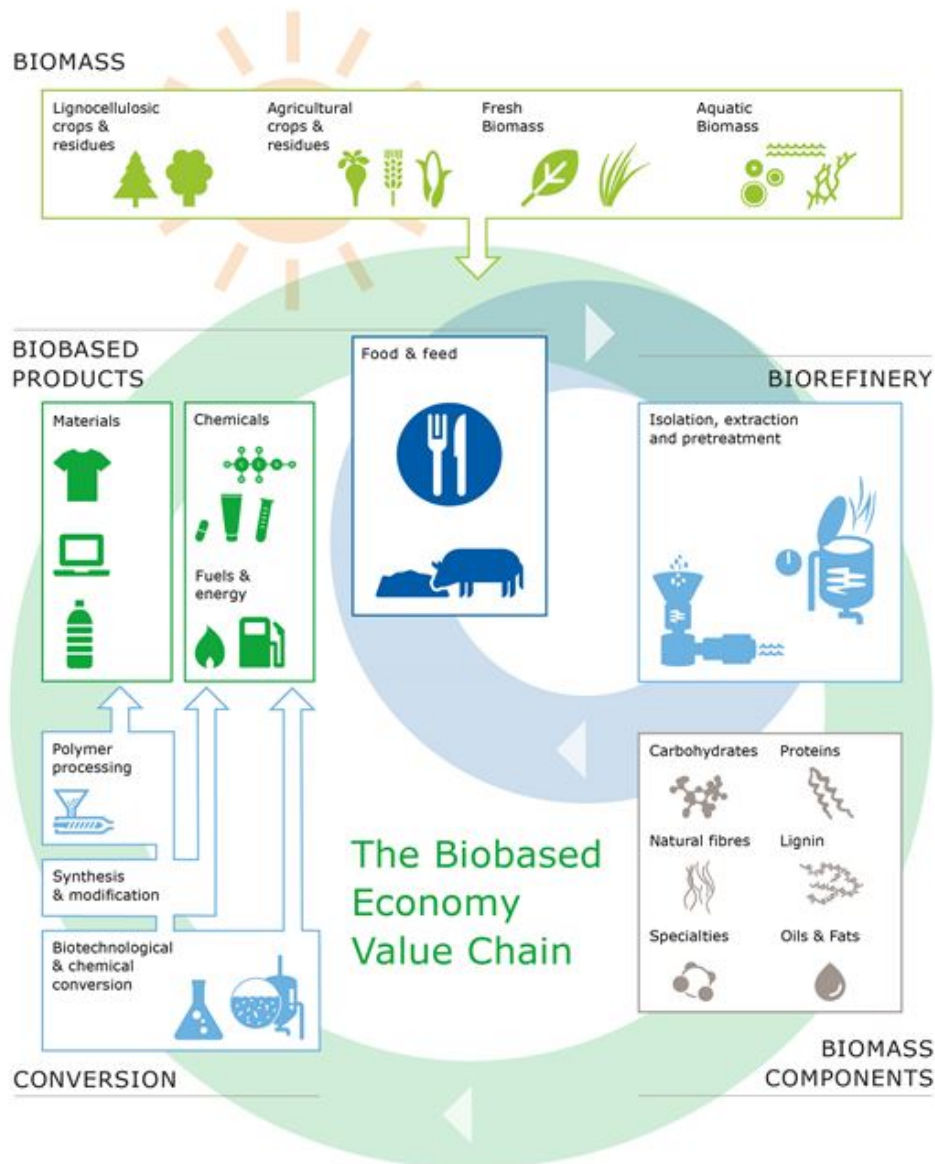 BIOMASS
Lignocellulosic
crops &
residues
Agricultural
crops &
residues
Fresh
Biomass
Aquatic
Biomass
BIOBASED
PRODUCTS
Materials
Chemicals
Fuels &
energy
Food & feed
BIOREFINERY
Isolation, extraction
and pretreatment
Carbohydrates
Proteins
Natural fibres
Lignin
Specialties
Oils & Fats
BIOMASS
COMPONENTS
Polymer
processing
Synthesis
& modification
Biotechnological
& chemical
conversion
CONVERSION
The Biobased
Economy
Value Chain